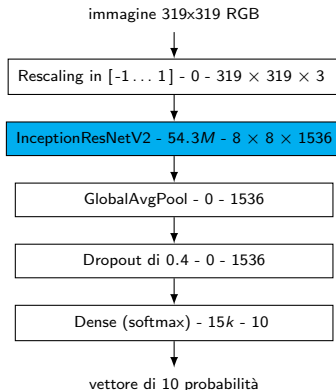 immagine 319x319 RGB
Rescaling in [-1 . . . 1] - 0 - 319 × 319 × 3
InceptionResNetV2 - 54.3M - 8 × 8 × 1536
GlobalAvgPool - 0 - 1536
Dropout di 0.4 - 0 - 1536
Dense (softmax) - 15k - 10
vettore di 10 probabilità